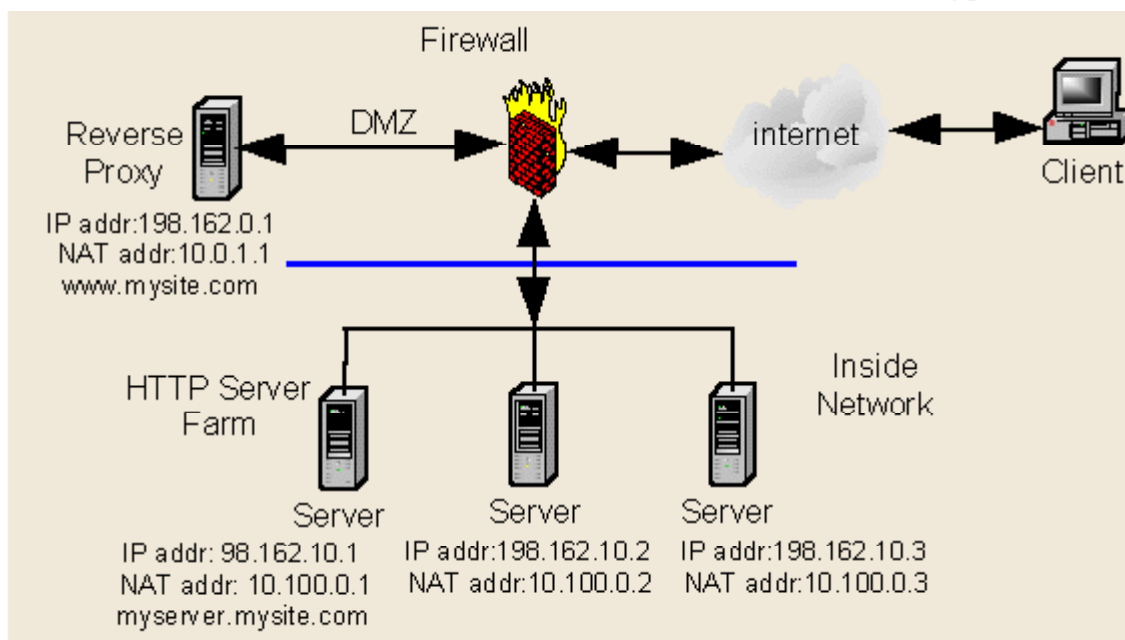 Firewall
DMZ
Reverse
Proxy
internet
Client
IP addr:198.162.0.1
NAT addr:10.0.1.1
www.mysite.com
HTTP Server
Farm
Inside
Network
Server
IP addr: 98.162.10.1
NAT addr: 10.100.0.1
myserver.mysite.com
Server
IP addr:198.162.10.2
NAT addr:10.100.0.2
Server
IP addr:198.162.10.3
NAT addr:10.100.0.3